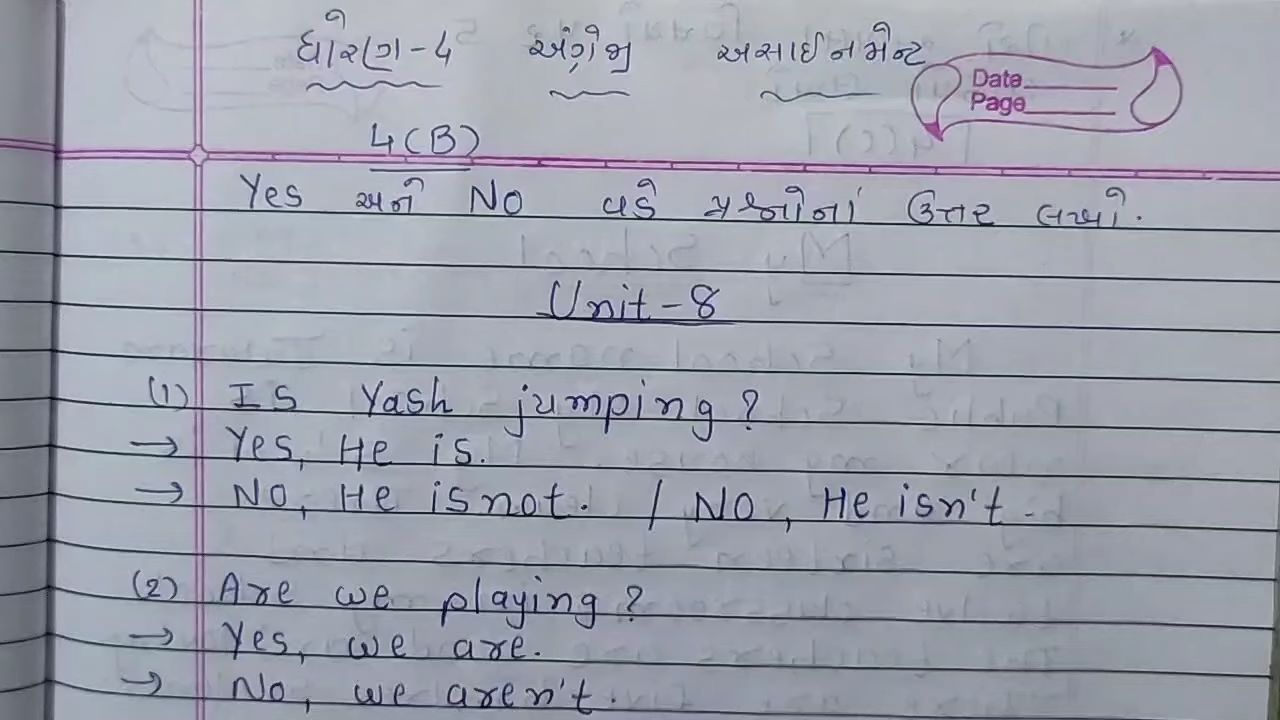 ધોરણ-4 અંગ્રેજી અસાઈનમેન્ટ
Date
Page
4(B)
Yes અને No વડે પ્રશ્નોનાં ઉત્તર લખો.
Unit-8
(1) Is Yash jumping?
→ Yes, He is.
→ No, He is not. / No, He isn't.
(2) Are we playing?
→ Yes, we are.
→ No, we aren't.